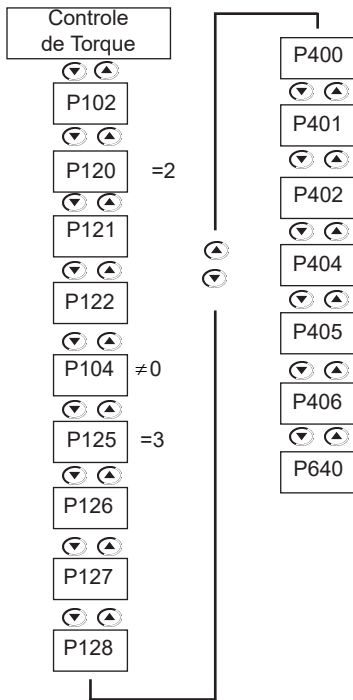 Controle
de Torque
P102
P120 =2
P121
P122
P104 ≠0
P125 =3
P126
P127
P128
P400
P401
P402
P404
P405
P406
P640